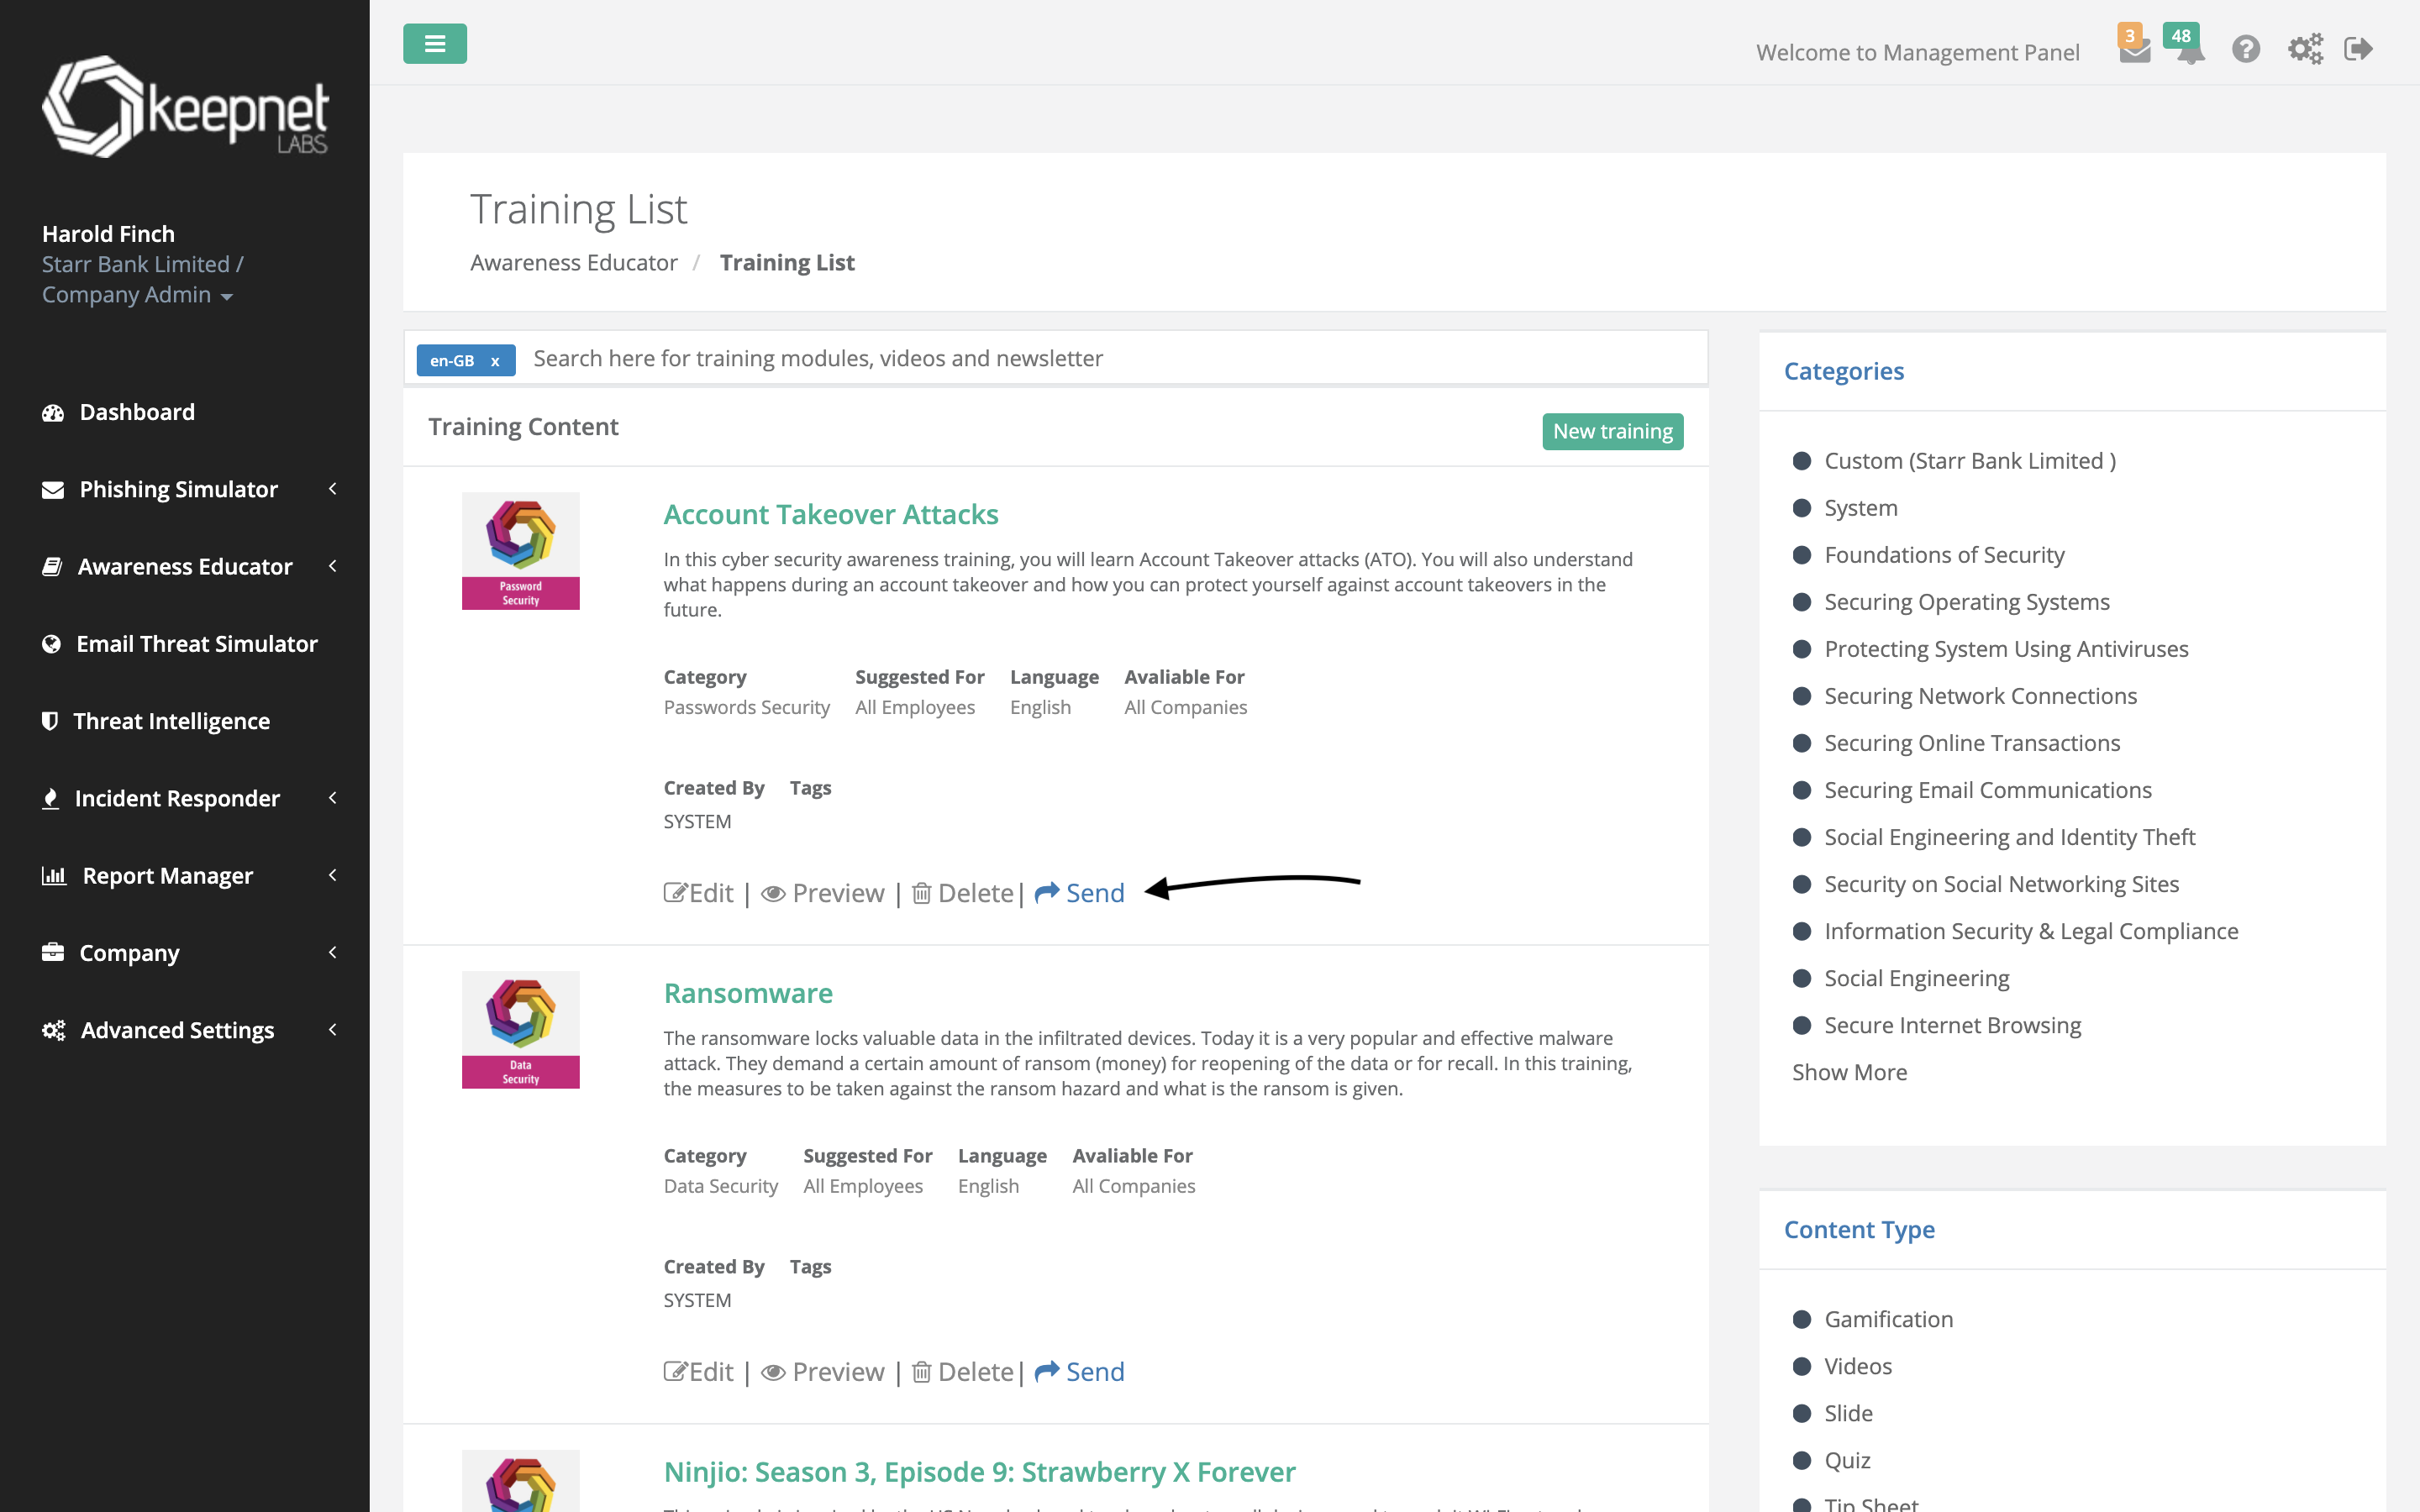 keepnet
LABS
Harold Finch
Starr Bank Limited /
Company Admin
Dashboard
Phishing Simulator
Awareness Educator
Email Threat Simulator
Threat Intelligence
Incident Responder
Report Manager
Company
Advanced Settings
Welcome to Management Panel
3
48
Training List
Awareness Educator / Training List
en-GB x Search here for training modules, videos and newsletter
Training Content
New training
Password
Security
Account Takeover Attacks
In this cyber security awareness training, you will learn Account Takeover attacks (ATO). You will also understand
what happens during an account takeover and how you can protect yourself against account takeovers in the
future.
Category Suggested For Language Avaliable For
Passwords Security All Employees English All Companies
Created By Tags
SYSTEM
Edit | Preview | Delete | Send
Data
Security
Ransomware
The ransomware locks valuable data in the infiltrated devices. Today it is a very popular and effective malware
attack. They demand a certain amount of ransom (money) for reopening of the data or for recall. In this training,
the measures to be taken against the ransom hazard and what is the ransom is given.
Category Suggested For Language Avaliable For
Data Security All Employees English All Companies
Created By Tags
SYSTEM
Edit | Preview | Delete | Send
Ninjio: Season 3, Episode 9: Strawberry X Forever
Categories
Custom (Starr Bank Limited )
System
Foundations of Security
Securing Operating Systems
Protecting System Using Antiviruses
Securing Network Connections
Securing Online Transactions
Securing Email Communications
Social Engineering and Identity Theft
Security on Social Networking Sites
Information Security & Legal Compliance
Social Engineering
Secure Internet Browsing
Show More
Content Type
Gamification
Videos
Slide
Quiz
Tip Sheet